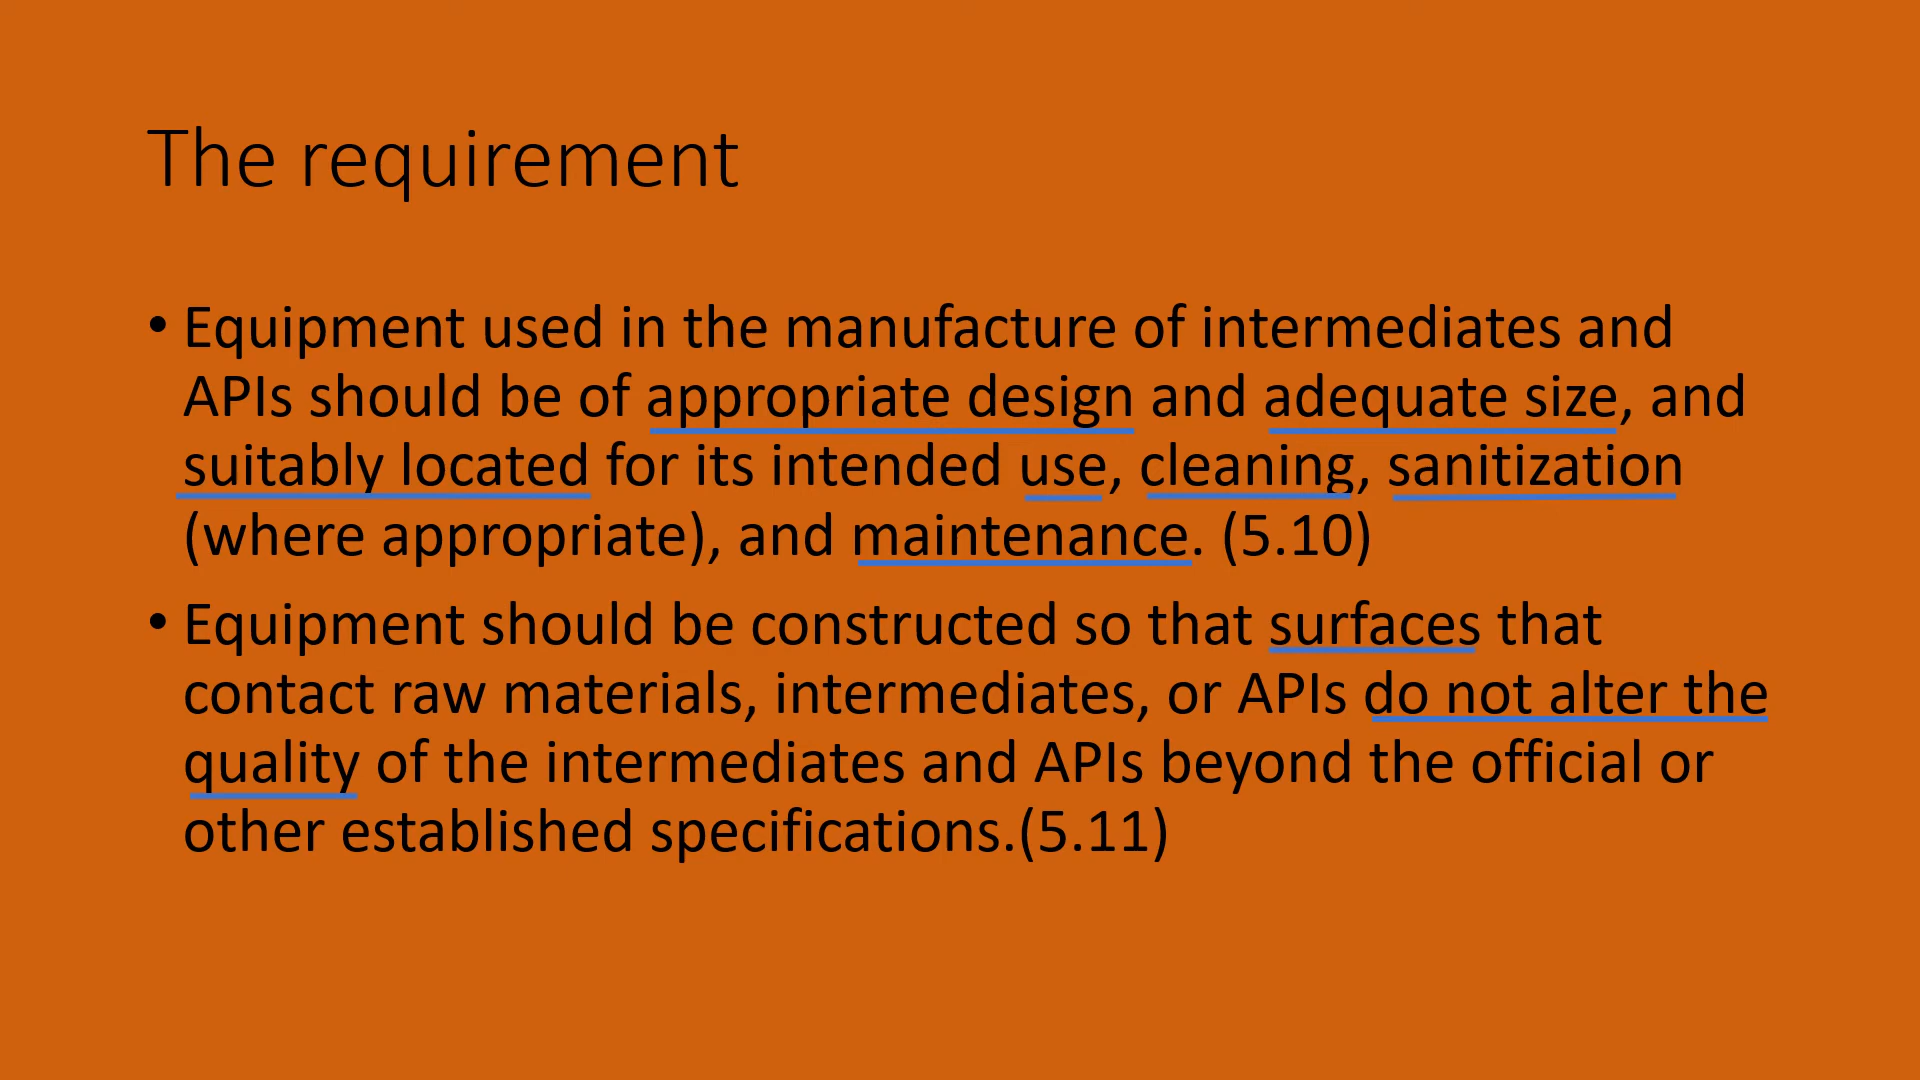 The requirement
• Equipment used in the manufacture of intermediates and
APIs should be of appropriate design and adequate size, and
suitably located for its intended use, cleaning, sanitization
(where appropriate), and maintenance. (5.10)
• Equipment should be constructed so that surfaces that
contact raw materials, intermediates, or APIs do not alter the
quality of the intermediates and APIs beyond the official or
other established specifications.(5.11)